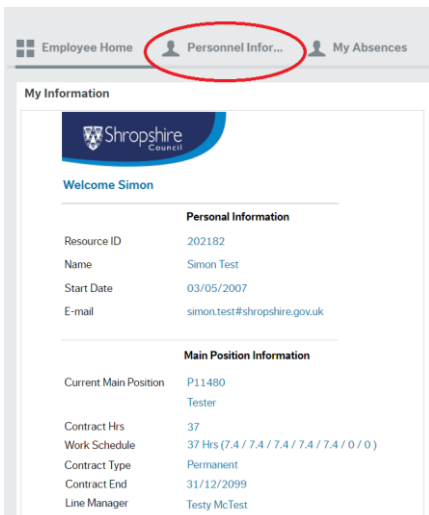 Employee Home Personnel Infor... My Absences
My Information
Shropshire
Council
Welcome Simon
Personal Information
Resource ID 202182
Name Simon Test
Start Date 03/05/2007
E-mail simon.test#shropshire.gov.uk
Main Position Information
Current Main Position P11480
Tester
Contract Hrs 37
Work Schedule 37 Hrs (7.4 / 7.4 / 7.4 / 7.4 / 7.4 / 0 / 0 )
Contract Type Permanent
Contract End 31/12/2099
Line Manager Testy McTest